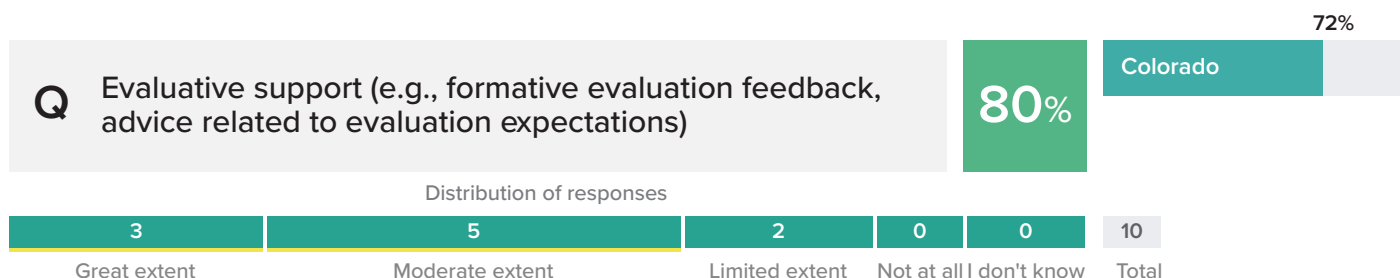 72%
Q
Evaluative support (e.g., formative evaluation feedback,
advice related to evaluation expectations)
80%
Colorado
Distribution of responses
3 5 2 0 0 10
Great extent Moderate extent Limited extent Not at all I don't know Total